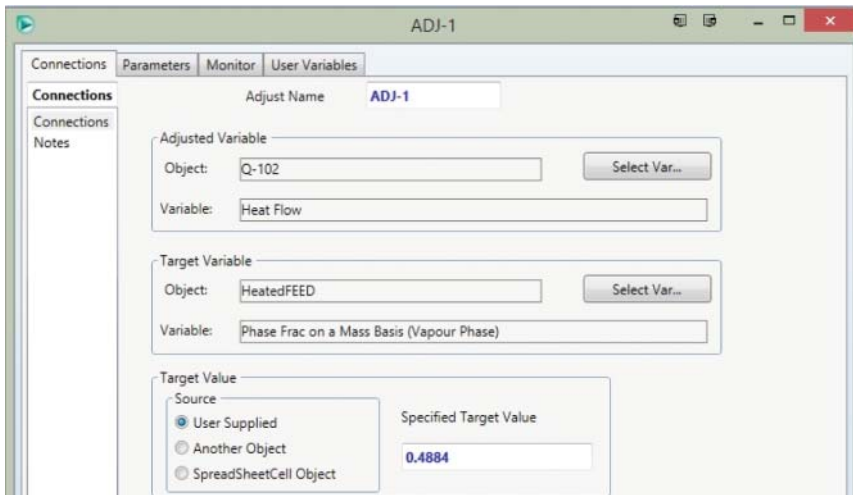 ADJ-1
Connections Parameters Monitor User Variables
Connections
Connections
Notes
Adjust Name ADJ-1
Adjusted Variable
Object: Q-102 Select Var...
Variable: Heat Flow
Target Variable
Object: HeatedFEED Select Var...
Variable: Phase Frac on a Mass Basis (Vapour Phase)
Target Value
Source
User Supplied
Another Object
SpreadSheetCell Object
Specified Target Value
0.4884